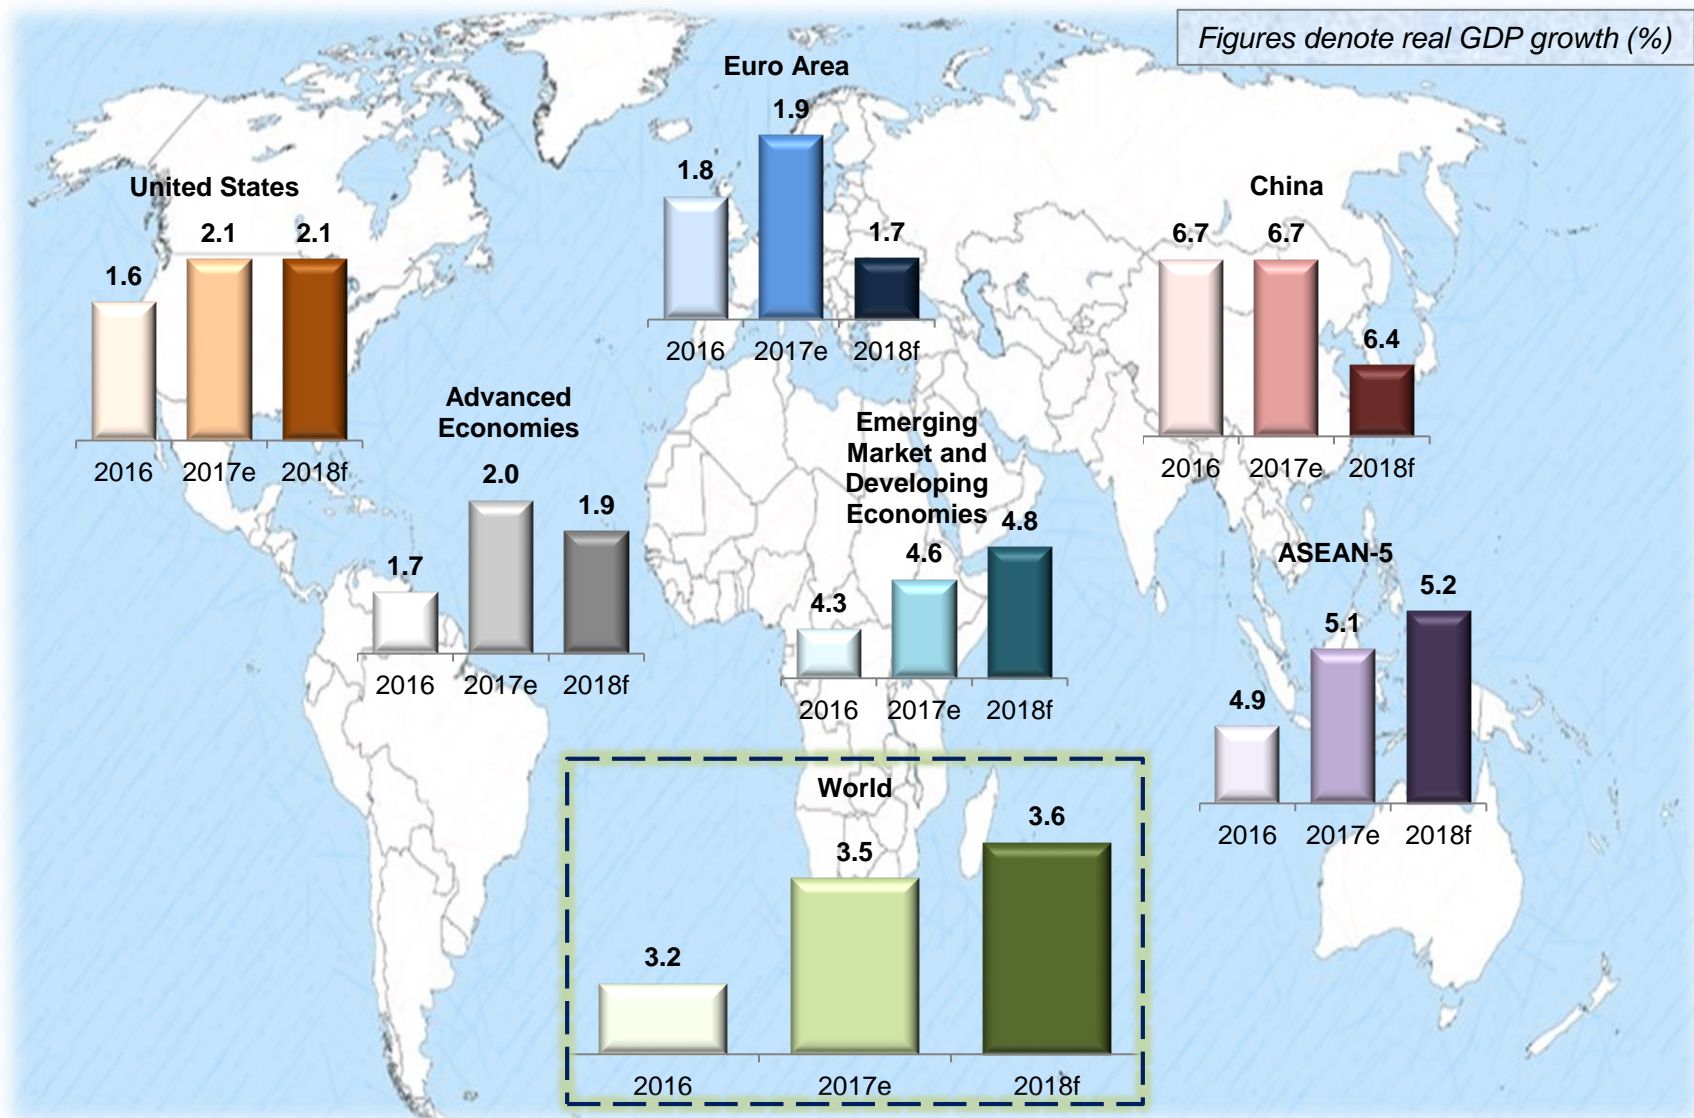 Figures denote real GDP growth (%)
Euro Area
1.8
1.9
1.7
2016 2017e 2018f
United States
1.6
2.1
2.1
2016 2017e 2018f
China
6.7
6.7
6.4
2016 2017e 2018f
Advanced
Economies
1.7
2.0
1.9
2016 2017e 2018f
Emerging
Market and
Developing
Economies
4.3
4.6
4.8
2016 2017e 2018f
ASEAN-5
4.9
5.1
5.2
2016 2017e 2018f
World
3.2
3.5
3.6
2016 2017e 2018f